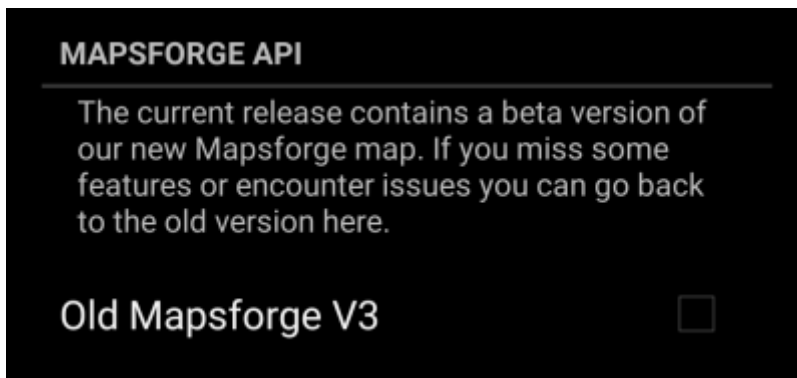 MAPSFORGE API
The current release contains a beta version of
our new Mapsforge map. If you miss some
features or encounter issues you can go back
to the old version here.
Old Mapsforge V3